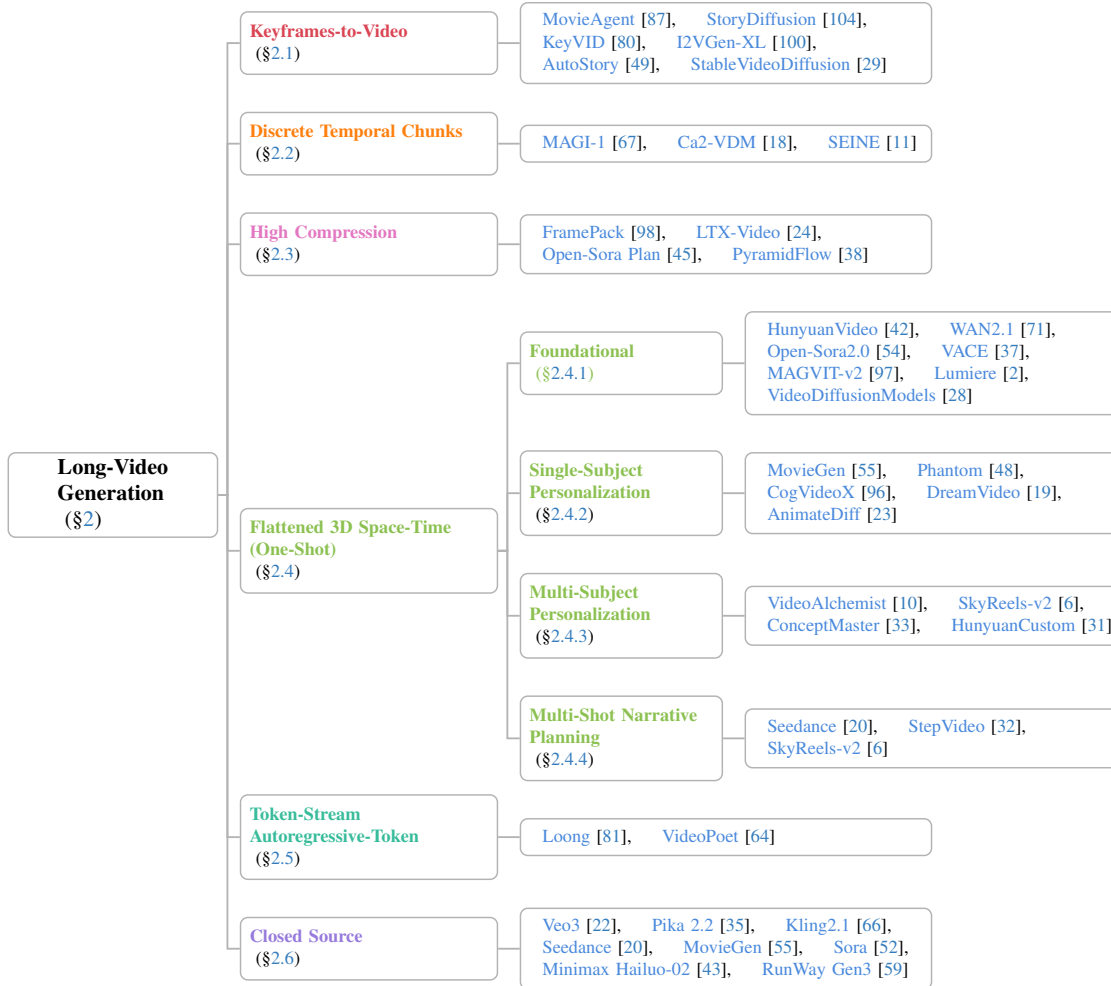 Keyframes-to-Video
(§2.1)
MovieAgent [87], StoryDiffusion [104],
KeyVID [80], I2VGen-XL [100],
AutoStory [49], StableVideoDiffusion [29]
Discrete Temporal Chunks
(§2.2)
MAGI-1 [67], Ca2-VDM [18], SEINE [11]
High Compression
(§2.3)
FramePack [98], LTX-Video [24],
Open-Sora Plan [45], PyramidFlow [38]
Long-Video
Generation
(§2)
Flattened 3D Space-Time
(One-Shot)
(§2.4)
Foundational
(§2.4.1)
HunyuanVideo [42], WAN2.1 [71],
Open-Sora2.0 [54], VACE [37],
MAGVIT-v2 [97], Lumiere [2],
VideoDiffusionModels [28]
Single-Subject
Personalization
(§2.4.2)
MovieGen [55], Phantom [48],
CogVideoX [96], DreamVideo [19],
AnimateDiff [23]
Multi-Subject
Personalization
(§2.4.3)
VideoAlchemist [10], SkyReels-v2 [6],
ConceptMaster [33], HunyuanCustom [31]
Multi-Shot Narrative
Planning
(§2.4.4)
Seedance [20], StepVideo [32],
SkyReels-v2 [6]
Token-Stream
Autoregressive-Token
(§2.5)
Loong [81], VideoPoet [64]
Closed Source
(§2.6)
Veo3 [22], Pika 2.2 [35], Kling2.1 [66],
Seedance [20], MovieGen [55], Sora [52],
Minimax Hailuo-02 [43], RunWay Gen3 [59]